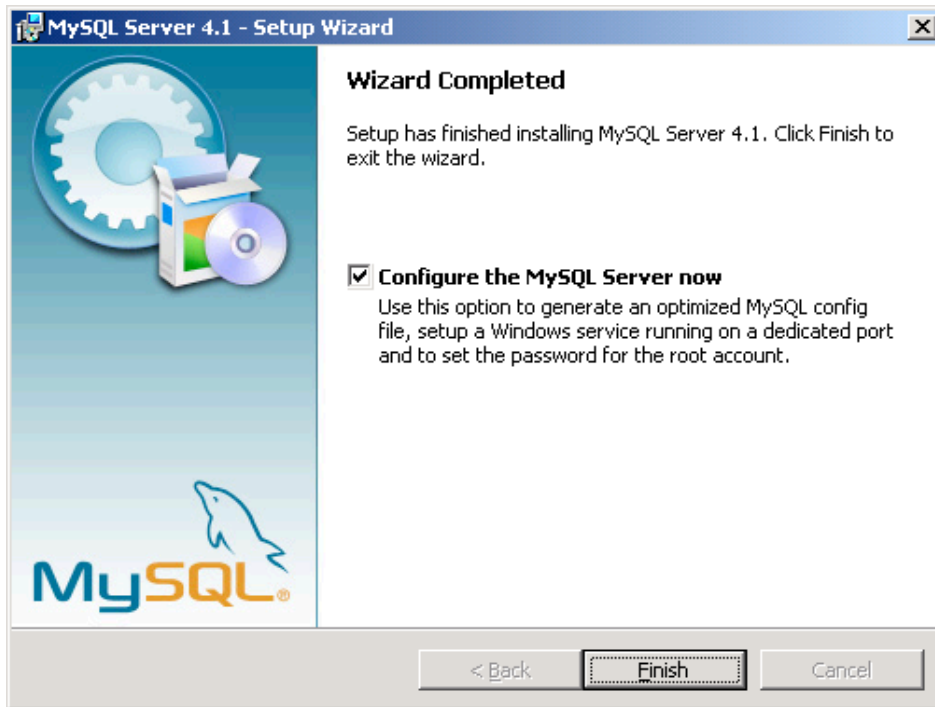 MySQL Server 4.1 - Setup Wizard
Wizard Completed
Setup has finished installing MySQL Server 4.1. Click Finish to
exit the wizard.
Configure the MySQL Server now
Use this option to generate an optimized MySQL config
file, setup a Windows service running on a dedicated port
and to set the password for the root account.
MySQL®
< Back
Finish
Cancel